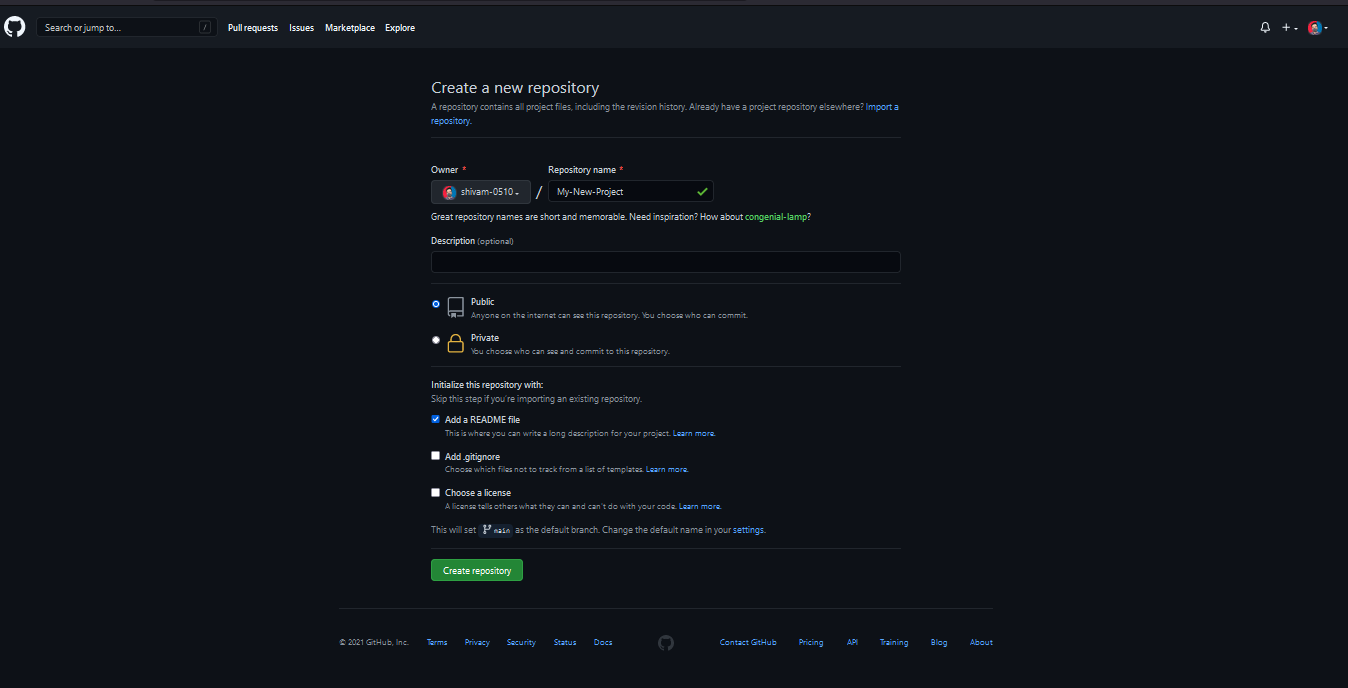 Search or jump to... /
Pull requests Issues Marketplace Explore
Create a new repository
A repository contains all project files, including the revision history. Already have a project repository elsewhere? Import a
repository.
Owner * Repository name *
shivam-0510 / My-New-Project
Great repository names are short and memorable. Need inspiration? How about congenial-lamp?
Description (optional)
Public
Anyone on the internet can see this repository. You choose who can commit.
Private
You choose who can see and commit to this repository.
Initialize this repository with:
Skip this step if you're importing an existing repository.
Add a README file
This is where you can write a long description for your project. Learn more.
Add .gitignore
Choose which files not to track from a list of templates. Learn more.
Choose a license
A license tells others what they can and can't do with your code. Learn more.
This will set main as the default branch. Change the default name in your settings.
Create repository
© 2021 GitHub, Inc. Terms Privacy Security Status Docs Contact GitHub Pricing API Training Blog About